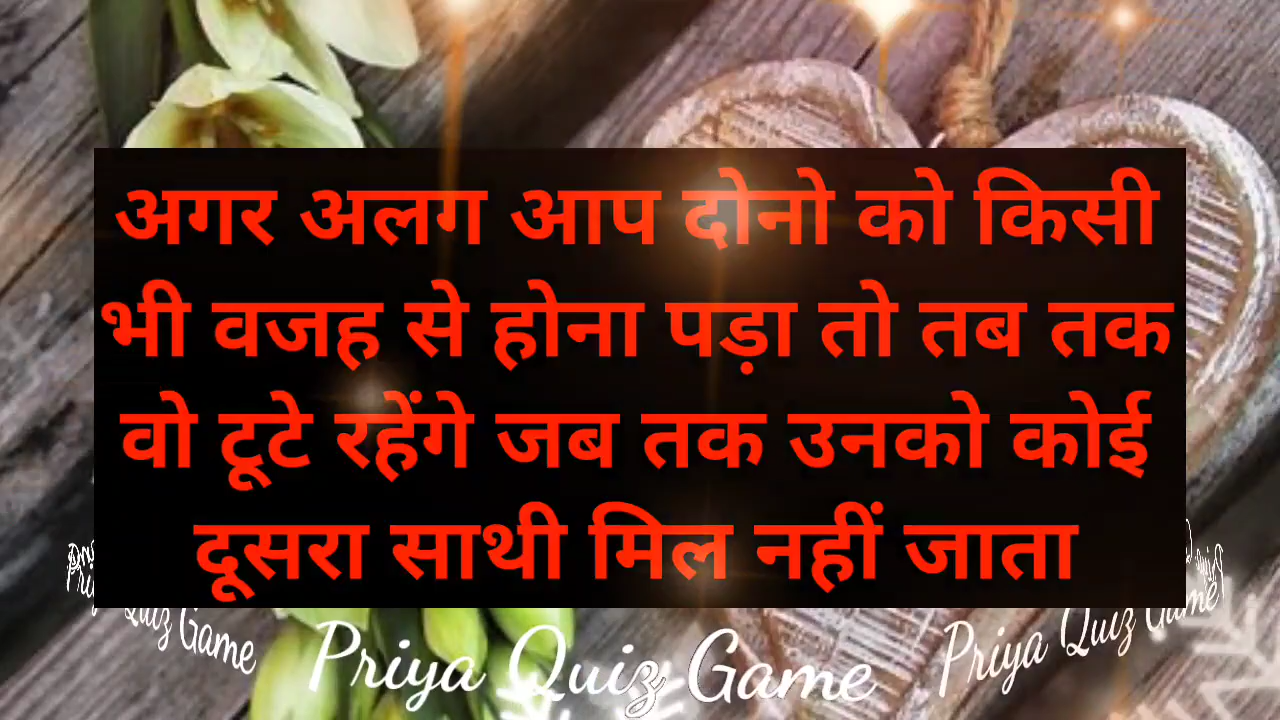 अगर अलग आप दोनो को किसी
भी वजह से होना पड़ा तो तब तक
वो टूटे रहेंगे जब तक उनको कोई
दूसरा साथी मिल नहीं जाता
Quiz Game
Priya Quiz Game
Priya Quiz Game